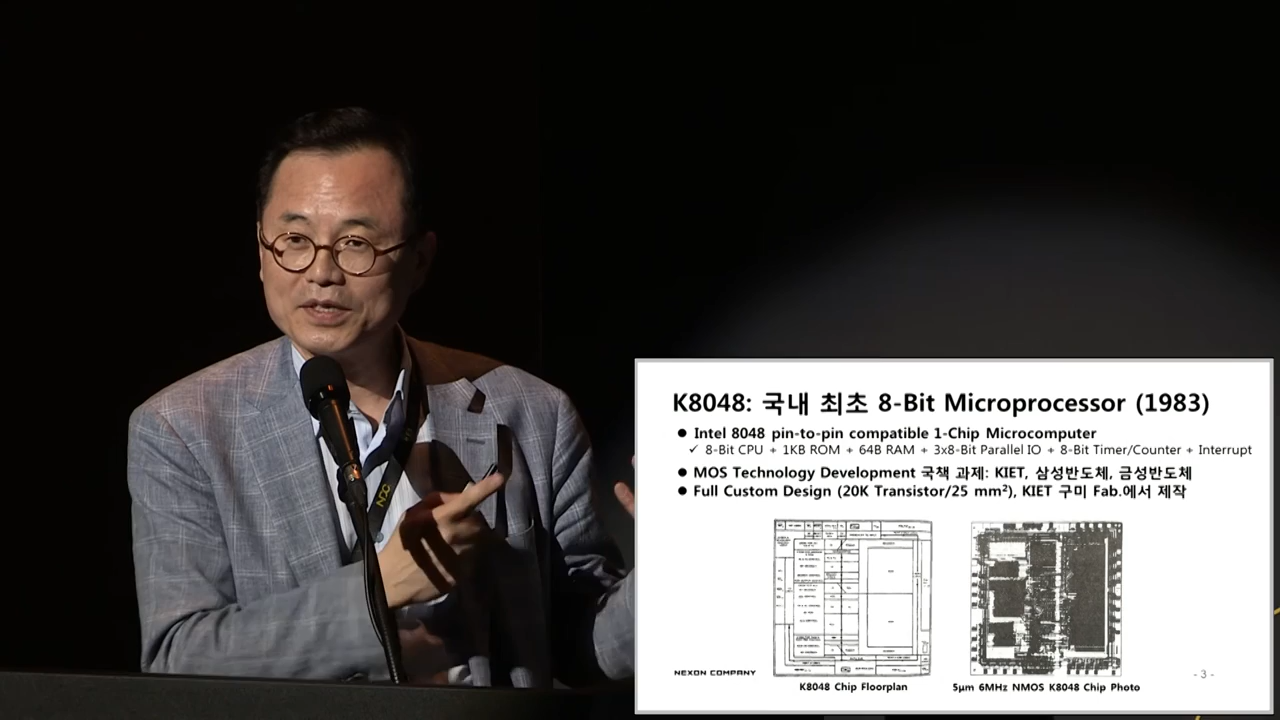 NDC
K8048: 국내 최초 8-Bit Microprocessor (1983)
● Intel 8048 pin-to-pin compatible 1-Chip Microcomputer
✓ 8-Bit CPU + 1KB ROM + 64B RAM + 3x8-Bit Parallel IO + 8-Bit Timer/Counter + Interrupt
● MOS Technology Development 국책 과제: KIET, 삼성반도체, 금성반도체
● Full Custom Design (20K Transistor/25 mm²), KIET 구미 Fab.에서 제작
NEXON COMPANY
- 3 -
K8048 Chip Floorplan
5μm 6MHz NMOS K8048 Chip Photo